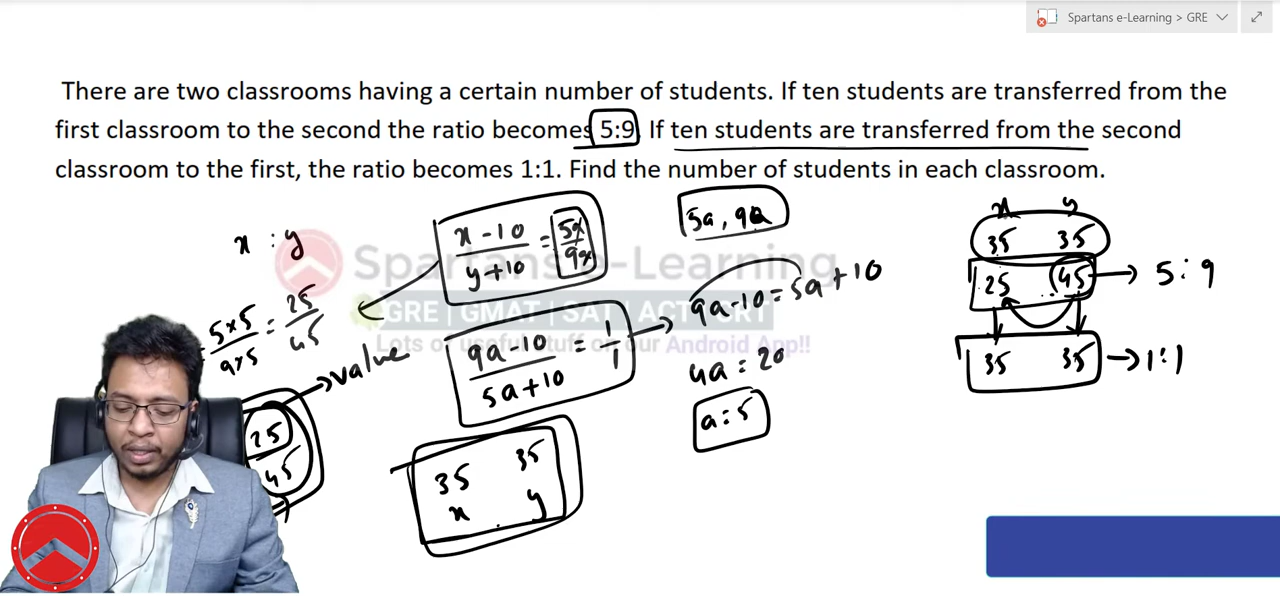 Spartans e-Learning > GRE
There are two classrooms having a certain number of students. If ten students are transferred from the
first classroom to the second the ratio becomes 5:9. If ten students are transferred from the second
classroom to the first, the ratio becomes 1:1. Find the number of students in each classroom.
x : y
x-10 / y+10 = 5x / 9x
5a, 9a
x y
35 35
25 45 → 5:9
35 35 → 1:1
Spartans e-Learning
GRE | GMAT | SAT | ACT
Lots of useful stuff on our Android App!!
5×5 / 9×5 = 25 / 45
→ value
25 / 45
9a-10 / 5a+10 = 1 / 1
→ 9a-10 = 5a+10
4a = 20
a = 5
35 35
x y